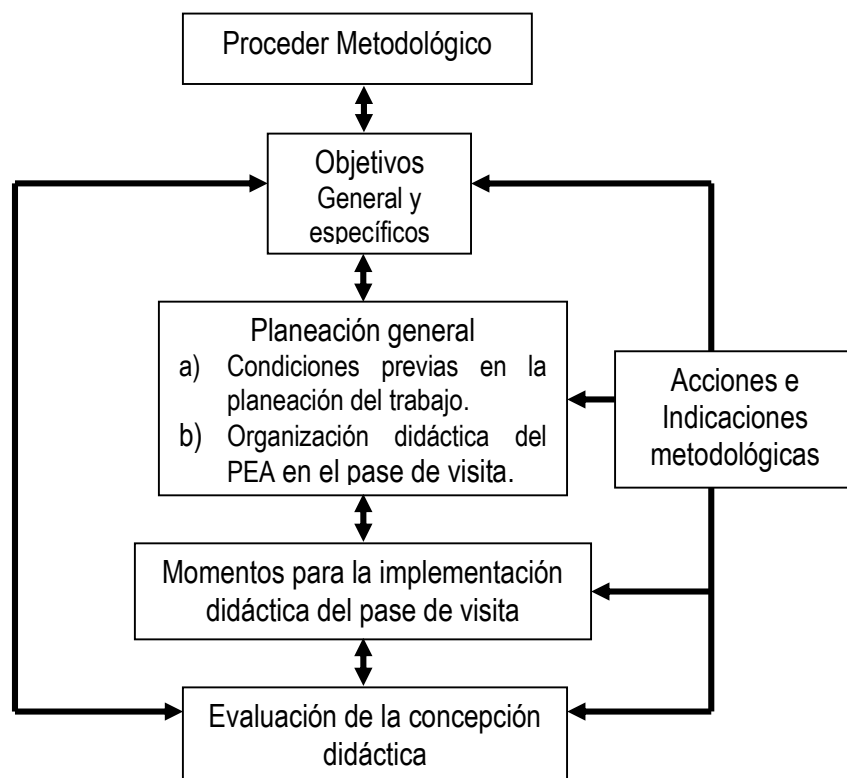 Proceder Metodológico
Objetivos
General y
específicos
Planeación general
a) Condiciones previas en la
planeación del trabajo.
b) Organización didáctica del
PEA en el pase de visita.
Acciones e
Indicaciones
metodológicas
Momentos para la implementación
didáctica del pase de visita
Evaluación de la concepción
didáctica